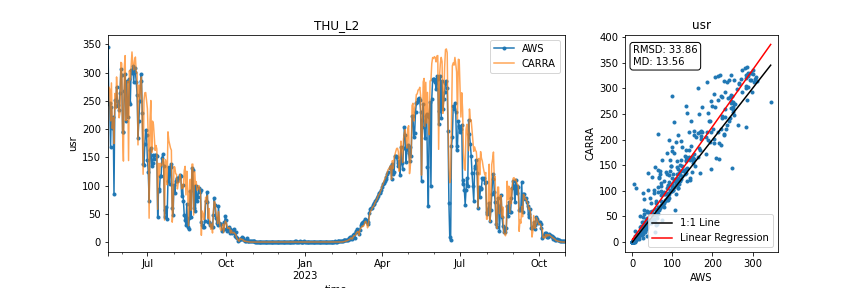 THU_L2
usr
350
300
250
200
150
100
50
0
usr
AWS
CARRA
Jul
Oct
Jan
2023
Apr
Jul
Oct
time
usr
400
350
300
250
200
150
100
50
0
CARRA
RMSD: 33.86
MD: 13.56
1:1 Line
Linear Regression
0
100
200
300
AWS